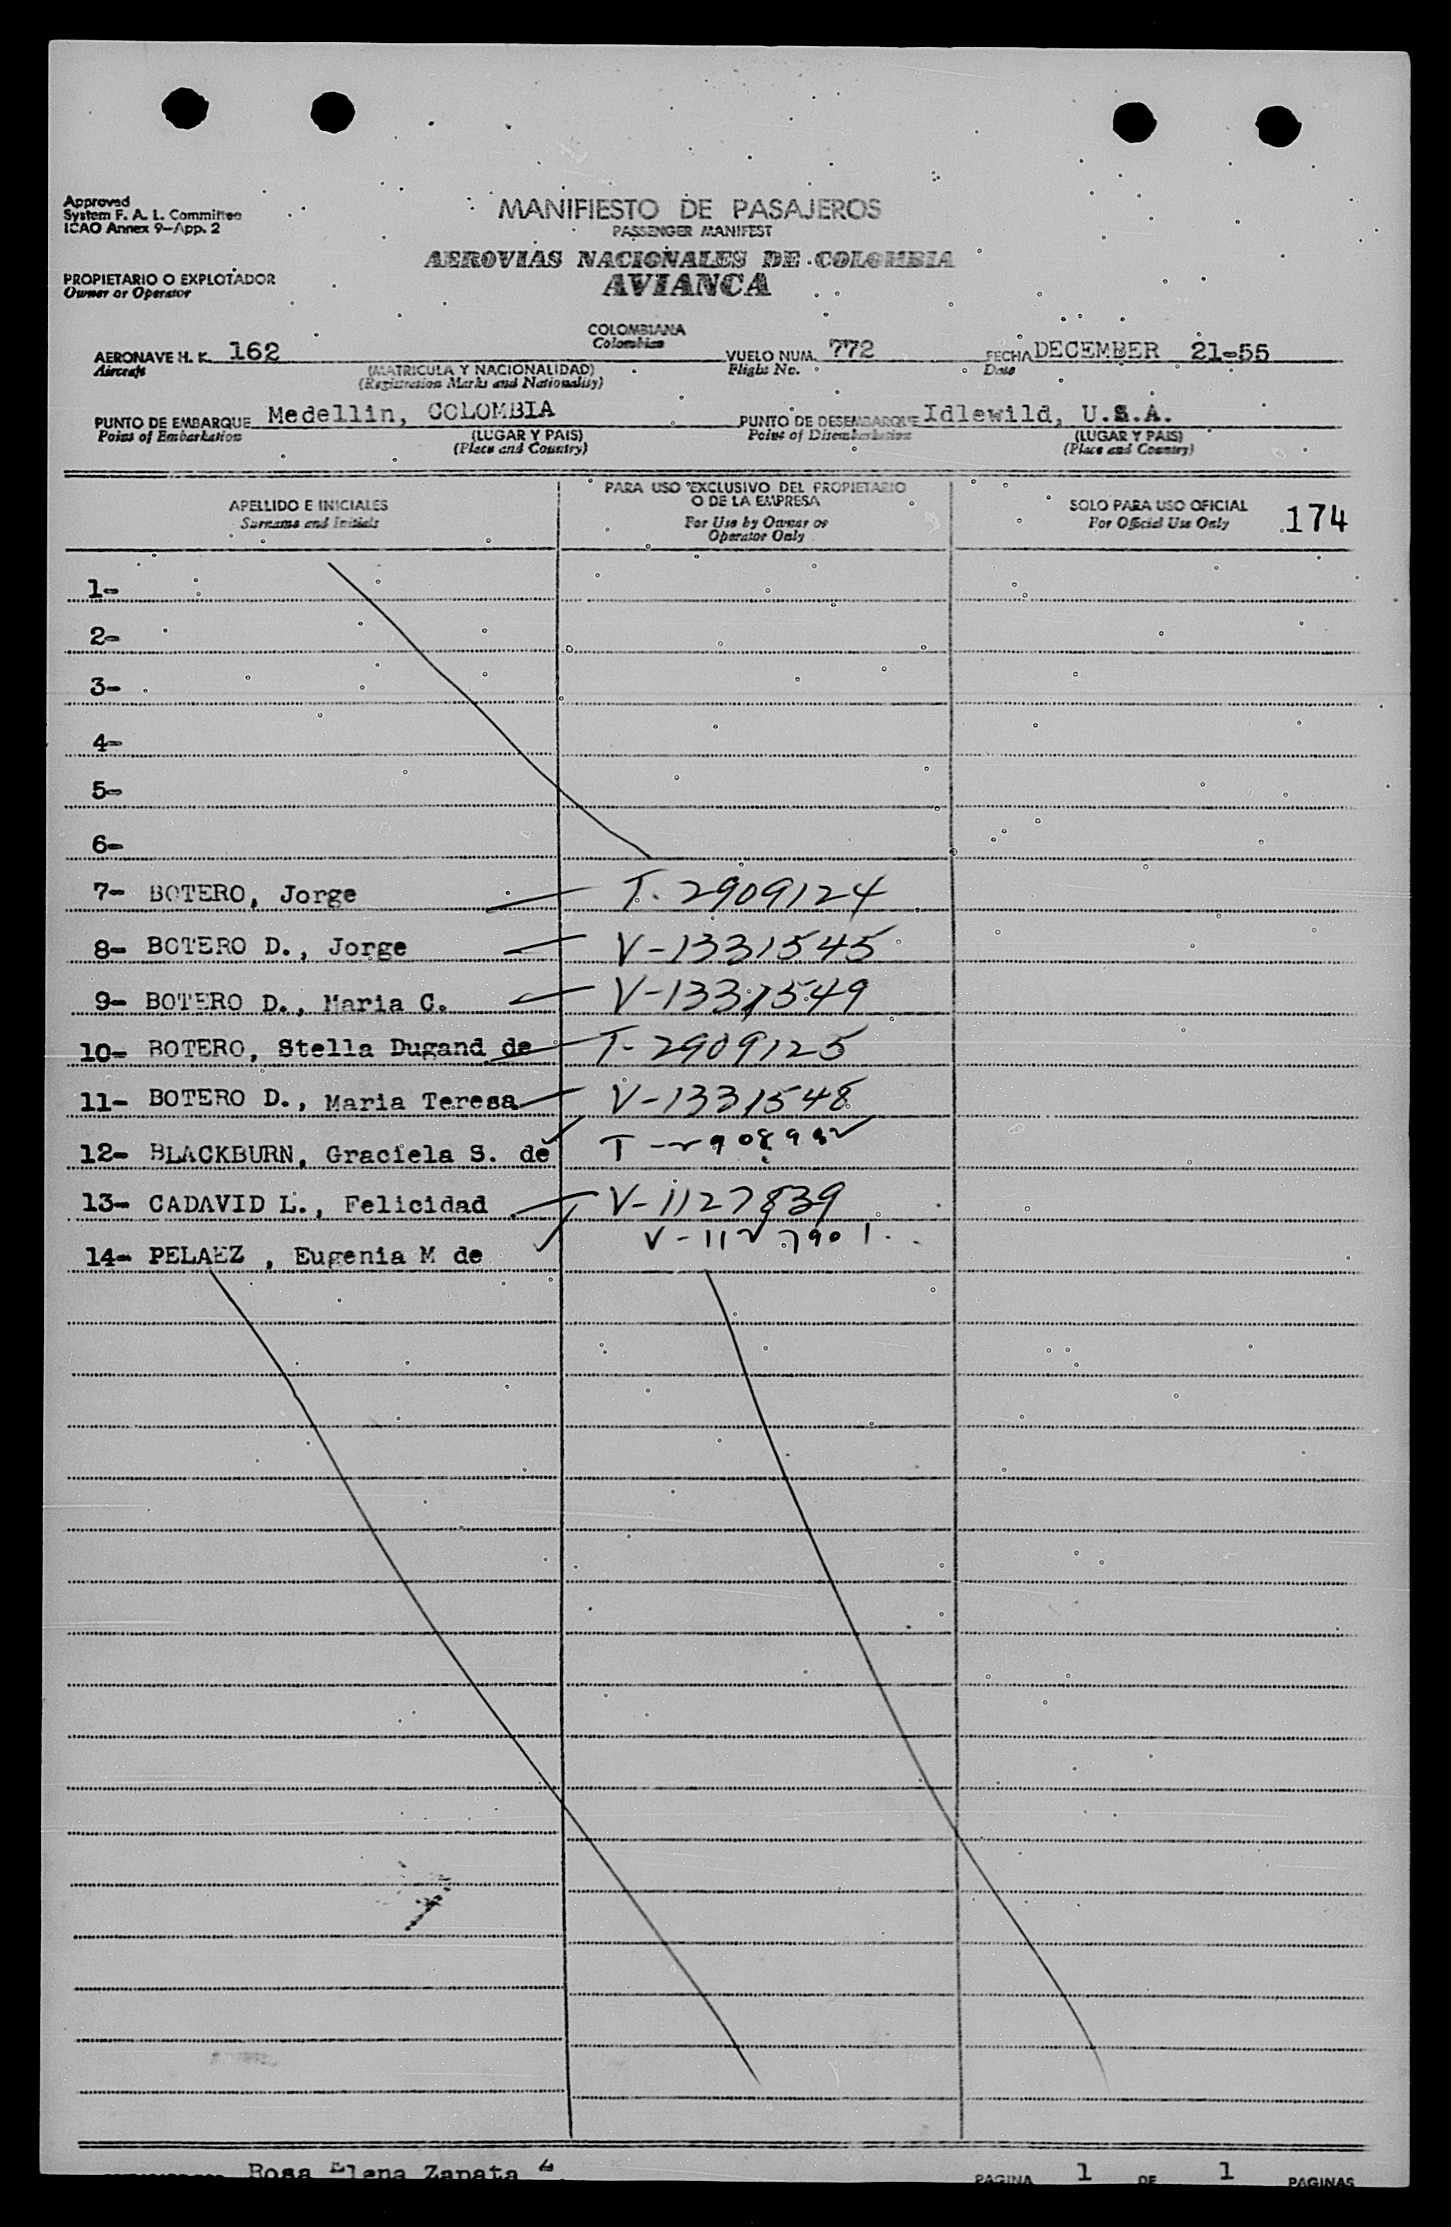 Approved
System F. A. L. Committee
ICAO Annex 9-App. 2
MANIFIESTO DE PASAJEROS
PASSENGER MANIFEST
AEROVIAS NACIONALES DE COLOMBIA
AVIANCA
PROPIETARIO O EXPLOTADOR
Owner or Operator
COLOMBIANA
Colombian
AERONAVE H. K. 162 VUELO NUM. 772 FECHA DECEMBER 21-55
Aircraft (MATRICULA Y NACIONALIDAD) Flight No. Date
(Registration Marks and Nationality)
PUNTO DE EMBARQUE Medellin, COLOMBIA PUNTO DE DESEMBARQUE Idlewild, U.S.A.
Point of Embarkation (LUGAR Y PAIS) Point of Disembarkation (LUGAR Y PAIS)
(Place and Country) (Place and Country)
APELLIDO E INICIALES
Surname and Initials
PARA USO EXCLUSIVO DEL PROPIETARIO
O DE LA EMPRESA
For Use by Owner or
Operator Only
SOLO PARA USO OFICIAL
For Official Use Only
174
1-
2-
3-
4-
5-
6-
7- BOTERO, Jorge T. 2909124
8- BOTERO D., Jorge V-1331545
9- BOTERO D., Maria C. V-1331549
10- BOTERO, Stella Dugand de T- 2909125
11- BOTERO D., Maria Teresa V-1331548
12- BLACKBURN, Graciela S. de T-
13- CADAVID L., Felicidad V-1127839
14- PELAEZ , Eugenia M de V-1127901
Rosa Elena Zapata PAGINA 1 DE 1 PAGINAS